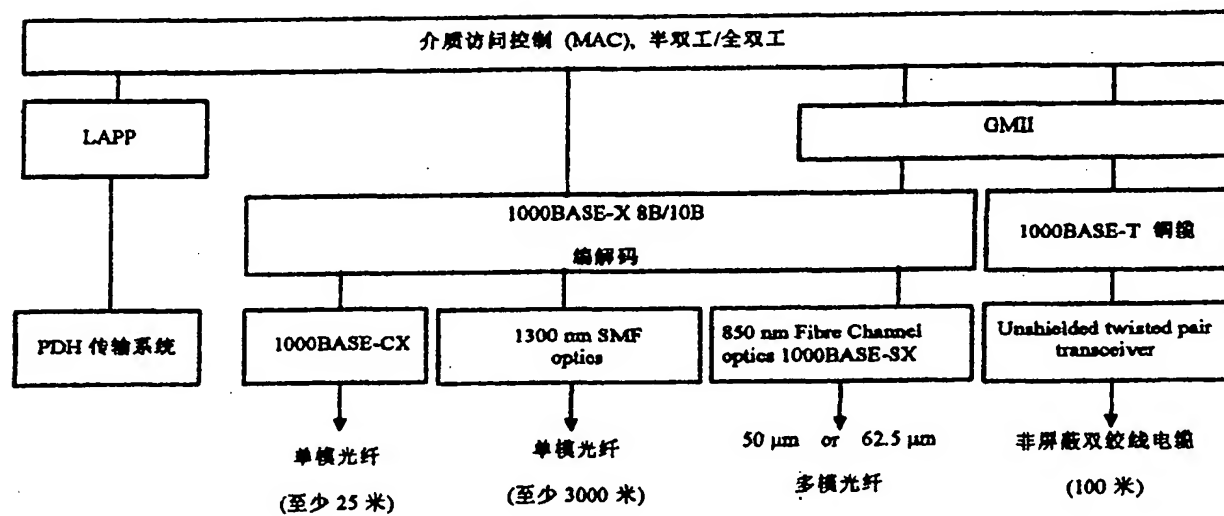 介质访问控制 (MAC), 半双工/全双工
LAPP
GMII
1000BASE-X 8B/10B
编解码
1000BASE-T 铜缆
PDH 传输系统
1000BASE-CX
1300 nm SMF
optics
850 nm Fibre Channel
optics 1000BASE-SX
Unshielded twisted pair
transceiver
单模光纤
(至少 25 米)
单模光纤
(至少 3000 米)
50 μm or 62.5 μm
多模光纤
非屏蔽双绞线电缆
(100 米)